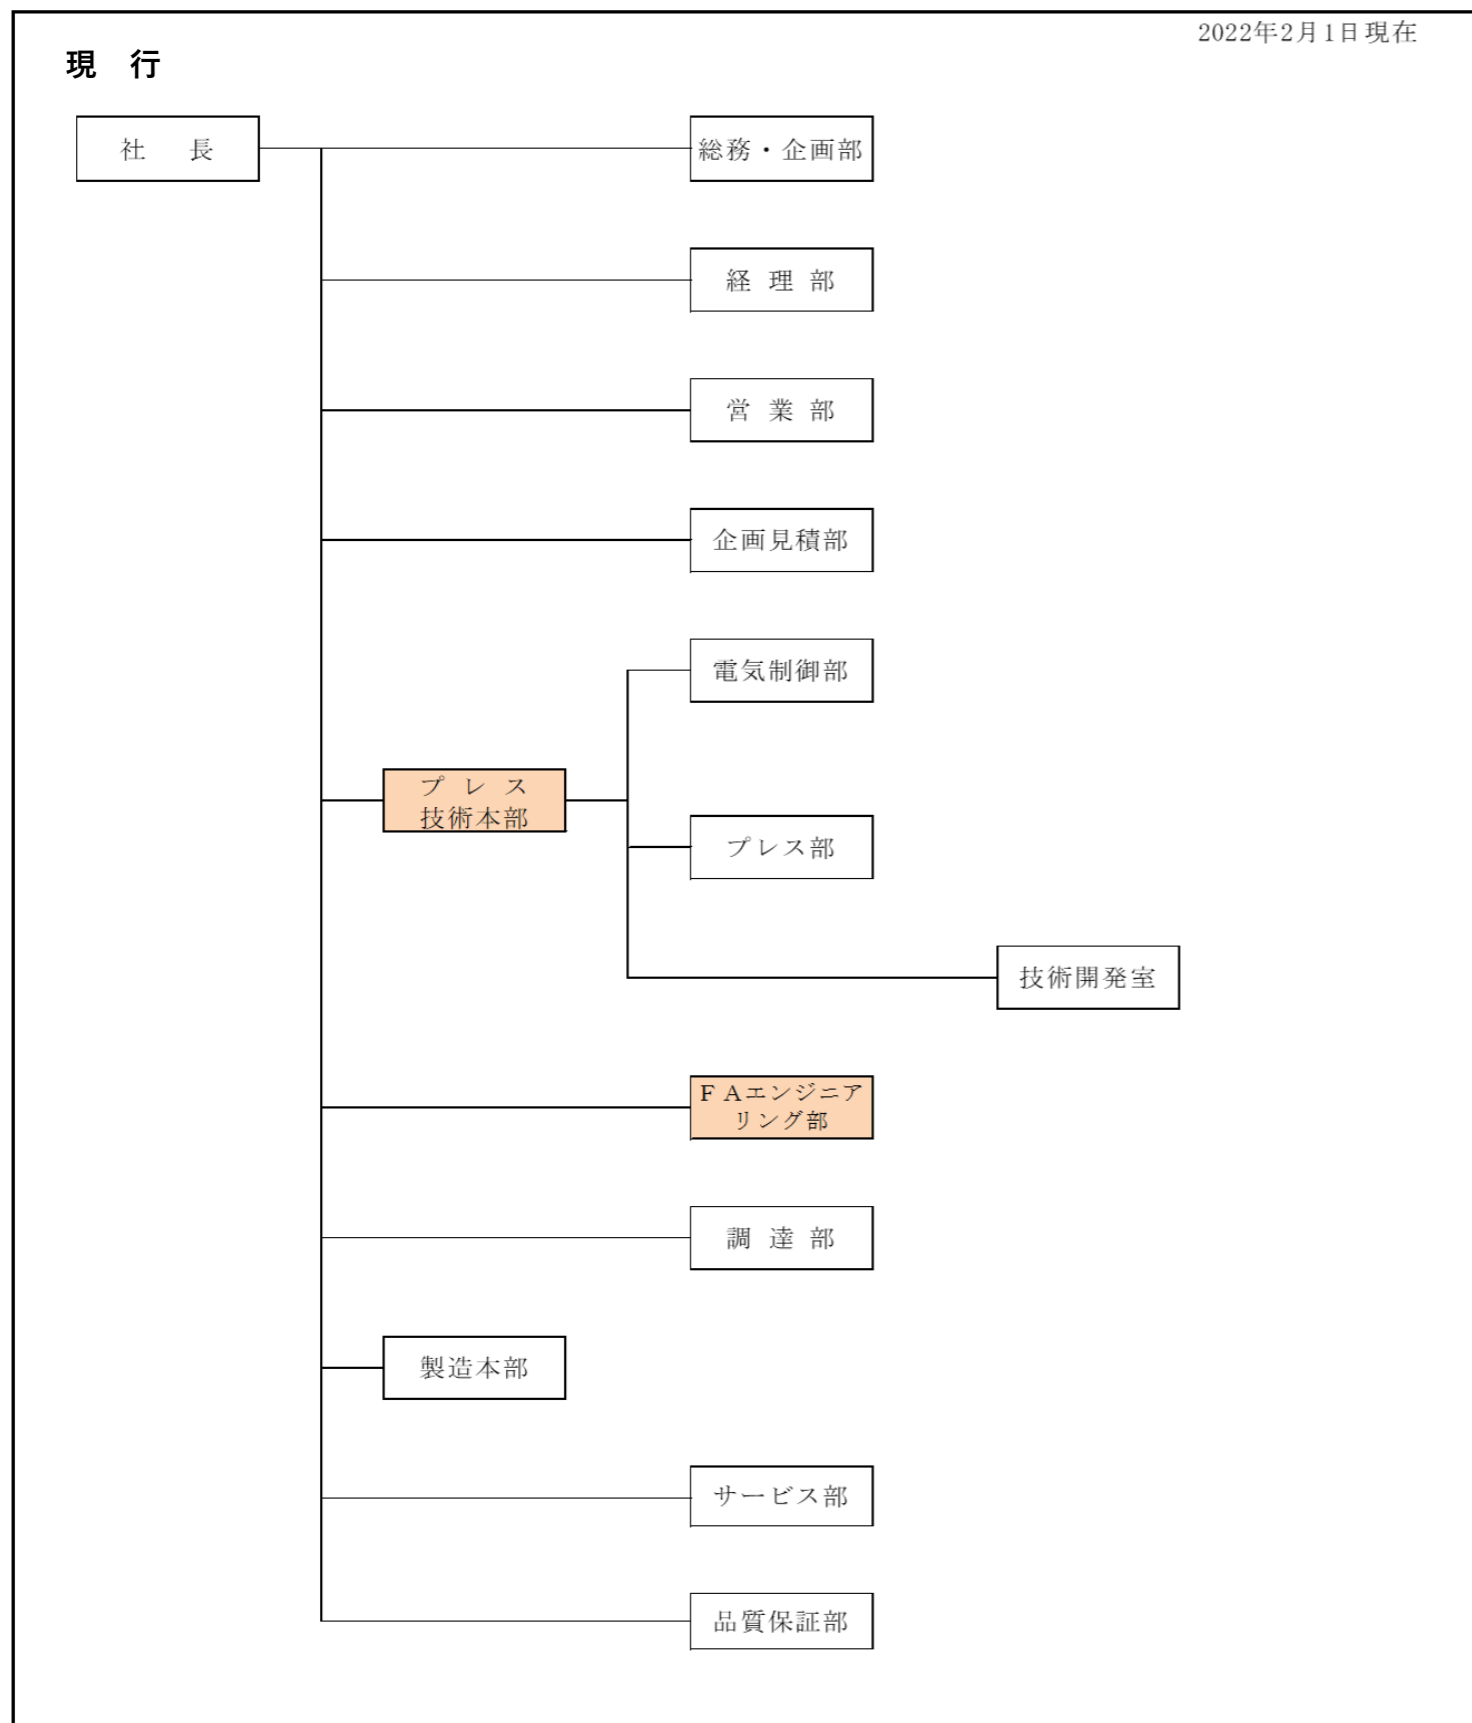 2022年2月1日現在
現　行
社　長
総務・企画部
経 理 部
営 業 部
企画見積部
電気制御部
プ レ ス
技術本部
プレス部
技術開発室
ＦＡエンジニア
リング部
調 達 部
製造本部
サービス部
品質保証部